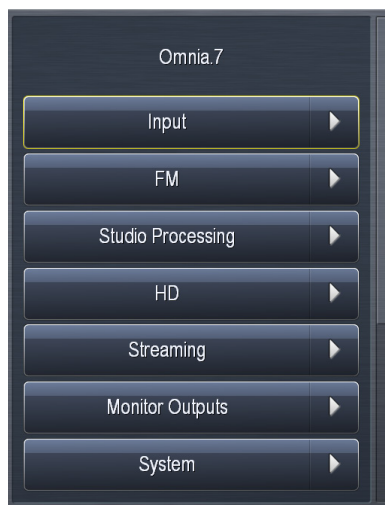 Omnia.7
Input
FM
Studio Processing
HD
Streaming
Monitor Outputs
System